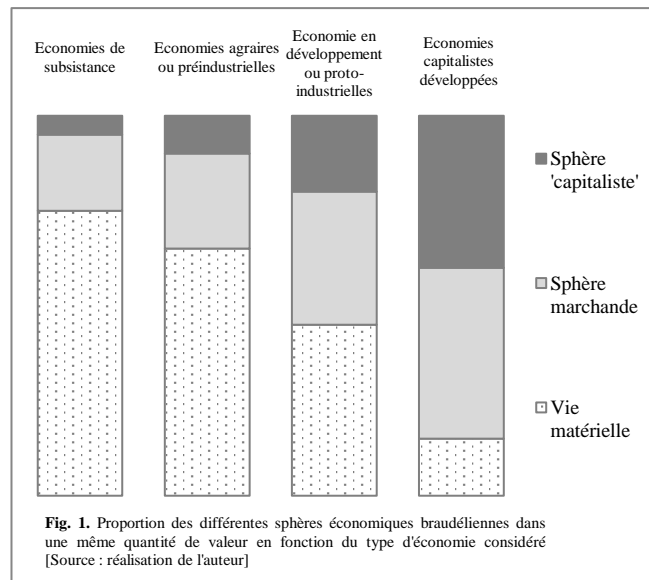 Economies de
subsistance
Economies agraires
ou préindustrielles
Economie en
développement
ou proto-
industrielles
Economies
capitalistes
développées
Sphère
'capitaliste'
Sphère
marchande
Vie
matérielle
Fig. 1. Proportion des différentes sphères économiques braudéliennes dans
une même quantité de valeur en fonction du type d'économie considéré
[Source : réalisation de l'auteur]